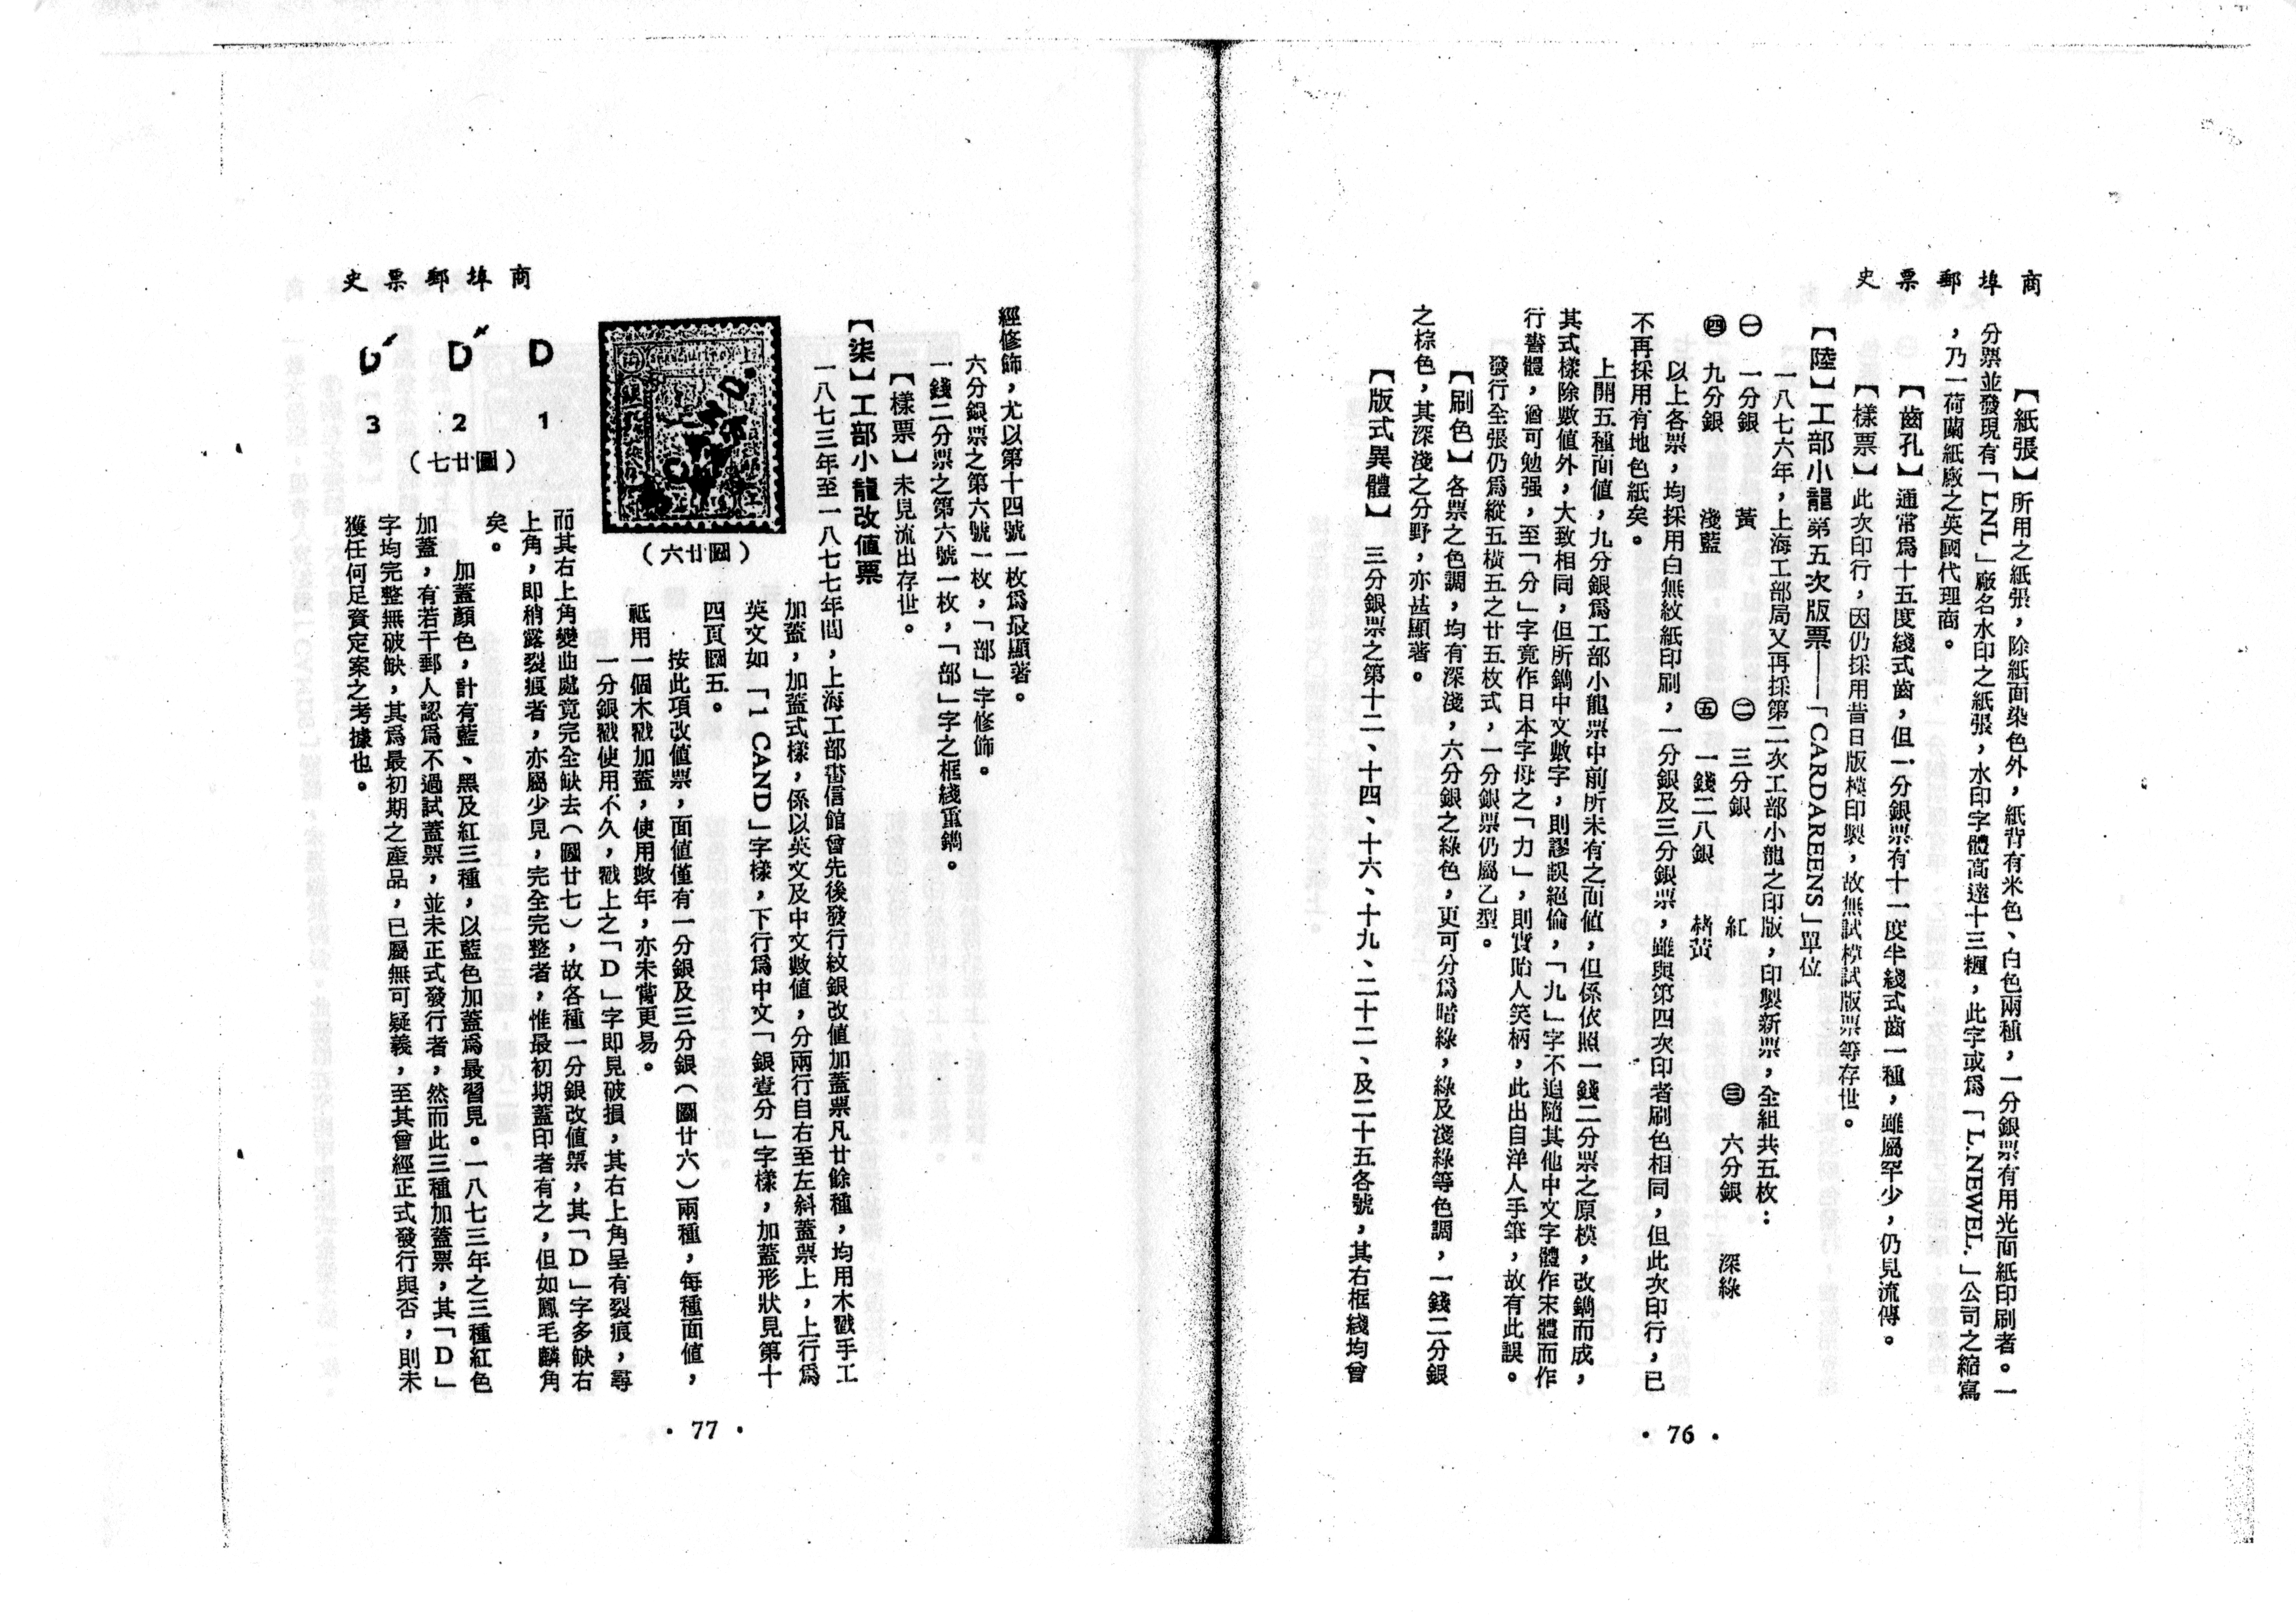 商埠郵票史
【紙張】所用之紙張，除紙面染色外，紙背有米色、白色兩種，一分銀票有用光面紙印刷者。一
分票並發現有「LNL」廠名水印之紙張，水印字體高達十三糎，此字或爲「L.NEWEL.」公司之縮寫
，乃一荷蘭紙廠之英國代理商。
【齒孔】通常爲十五度綫式齒，但一分銀票有十一度半綫式齒一種，雖屬罕少，仍見流傳。
【樣票】此次印行，因仍採用昔日版模印製，故無試模試版票等存世。
【陸】工部小龍第五次版票——「CARDAREENS」單位
一八七六年，上海工部局又再採第二次工部小龍之印版，印製新票，全組共五枚：
㊀ 一分銀 黃 ㊁ 三分銀 紅 ㊂ 六分銀 深綠
㊃ 九分銀 淺藍 ㊄ 一錢二八銀 赭黃
以上各票，均採用白無紋紙印刷，一分銀及三分銀票，雖與第四次印者刷色相同，但此次印行，已
不再採用有地色紙矣。
上開五種面值，九分銀爲工部小龍票中前所未有之面值，但係依照一錢二分票之原模，改鐫而成，
其式樣除數值外，大致相同，但所鐫中文數字，則謬誤絕倫，「九」字不追隨其他中文字體作宋體而作
行書體，猶可勉强，至「分」字竟作日本字母之「力」，則實貽人笑柄，此出自洋人手筆，故有此誤。
發行全張仍爲縱五橫五之廿五枚式，一分銀票仍屬乙型。
【刷色】各票之色調，均有深淺，六分銀之綠色，更可分爲暗綠，綠及淺綠等色調，一錢二分銀
之棕色，其深淺之分野，亦甚顯著。
【版式異體】 三分銀票之第十二、十四、十六、十九、二十二、及二十五各號，其右框綫均曾
• 76 •
商埠郵票史
經修飾，尤以第十四號一枚爲最顯著。
六分銀票之第六號一枚，「部」字修飾。
一錢二分票之第六號一枚，「部」字之框綫重鐫。
【樣票】未見流出存世。
【柒】工部小龍改值票
一八七三年至一八七七年間，上海工部書信館曾先後發行紋銀改值加蓋票凡廿餘種，均用木戳手工
加蓋，加蓋式樣，係以英文及中文數值，分兩行自右至左斜蓋票上，上行爲
英文如「1 CAND」字樣，下行爲中文「銀壹分」字樣，加蓋形狀見第十
四頁圖五。
按此項改值票，面值僅有一分銀及三分銀（圖廿六）兩種，每種面值，
祗用一個木戳加蓋，使用數年，亦未嘗更易。
一分銀戳使用不久，戳上之「D」字即見破損，其右上角呈有裂痕，尋
而其右上角變曲處竟完全缺去（圖廿七），故各種一分銀改值票，其「D」字多缺右
上角，即稍露裂痕者，亦屬少見，完全完整者，惟最初期蓋印者有之，但如鳳毛麟角
矣。
加蓋顏色，計有藍、黑及紅三種，以藍色加蓋爲最習見。一八七三年之三種紅色
加蓋，有若干郵人認爲不過試蓋票，並未正式發行者，然而此三種加蓋票，其「D」
字均完整無破缺，其爲最初期之產品，已屬無可疑義，至其曾經正式發行與否，則未
獲任何足資定案之考據也。
（圖廿六）
D D D
1 2 3
（圖廿七）
• 77 •